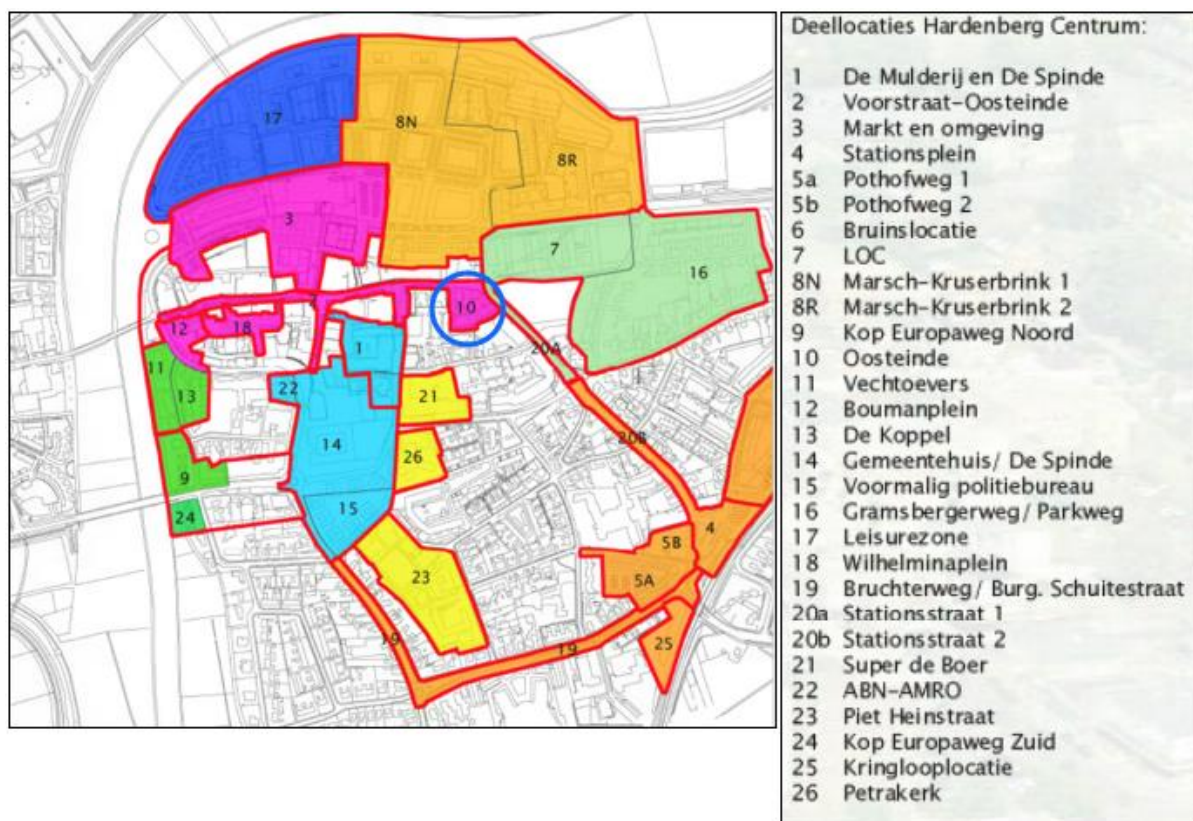 17
8N
8R
3
7
16
2
10
12
18
1
20A
11
13
22
21
14
20B
26
9
15
24
4
5B
23
5A
19
19
25
Deellocaties Hardenberg Centrum:
1 De Mulderij en De Spinde
2 Voorstraat-Oosteinde
3 Markt en omgeving
4 Stationsplein
5a Pothofweg 1
5b Pothofweg 2
6 Bruinslocatie
7 LOC
8N Marsch-Kruserbrink 1
8R Marsch-Kruserbrink 2
9 Kop Europaweg Noord
10 Oosteinde
11 Vechtoevers
12 Boumanplein
13 De Koppel
14 Gemeentehuis/ De Spinde
15 Voormalig politiebureau
16 Gramsbergerweg/ Parkweg
17 Leisurezone
18 Wilhelminaplein
19 Bruchterweg/ Burg. Schuitestraat
20a Stationsstraat 1
20b Stationsstraat 2
21 Super de Boer
22 ABN-AMRO
23 Piet Heinstraat
24 Kop Europaweg Zuid
25 Kringlooplocatie
26 Petrakerk